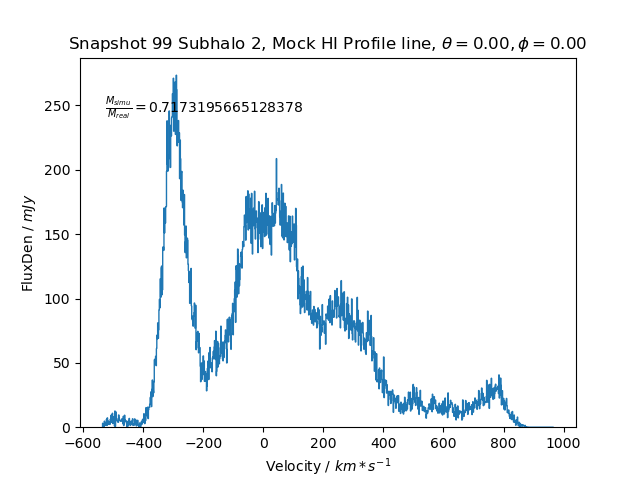 Snapshot 99 Subhalo 2, Mock HI Profile line, θ = 0.00, ϕ = 0.00
M_simu/M_real = 0.7173195665128378
FluxDen / mJy
250
200
150
100
50
0
−600 −400 −200 0 200 400 600 800 1000
Velocity / km * s⁻¹